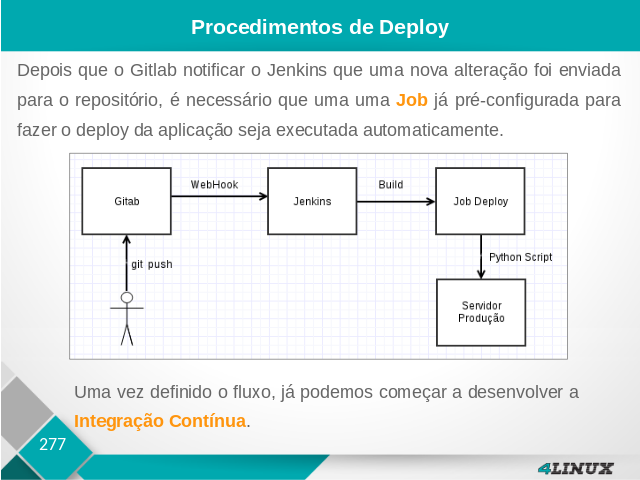 Procedimentos de Deploy
Depois que o Gitlab notificar o Jenkins que uma nova alteração foi enviada
para o repositório, é necessário que uma uma Job já pré-configurada para
fazer o deploy da aplicação seja executada automaticamente.
Gitab
WebHook
Jenkins
Build
Job Deploy
git push
Python Script
Servidor
Produção
Uma vez definido o fluxo, já podemos começar a desenvolver a
Integração Contínua.
277
4LINUX